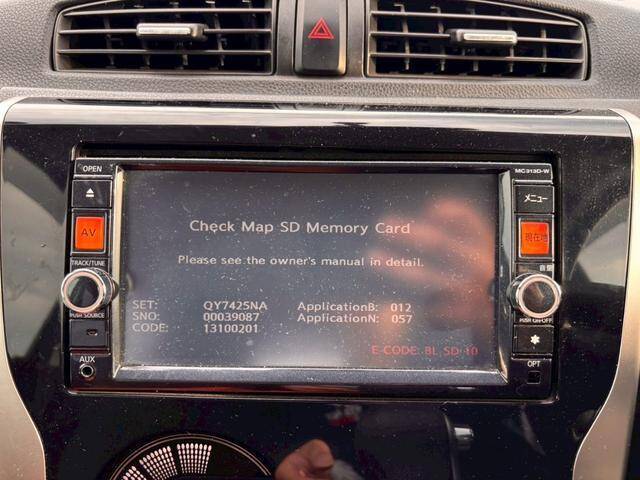 OPEN
MC313D-W
メニュー
AV
現在地
TRACK/TUNE
音量
PUSH SOURCE
PUSH ON/OFF
AUX
OPT
Check Map SD Memory Card
Please see the owner's manual in detail.
SET: QY7425NA ApplicationB: 012
SNO: 00039087 ApplicationN: 057
CODE: 13100201
E-CODE: BL SD 10